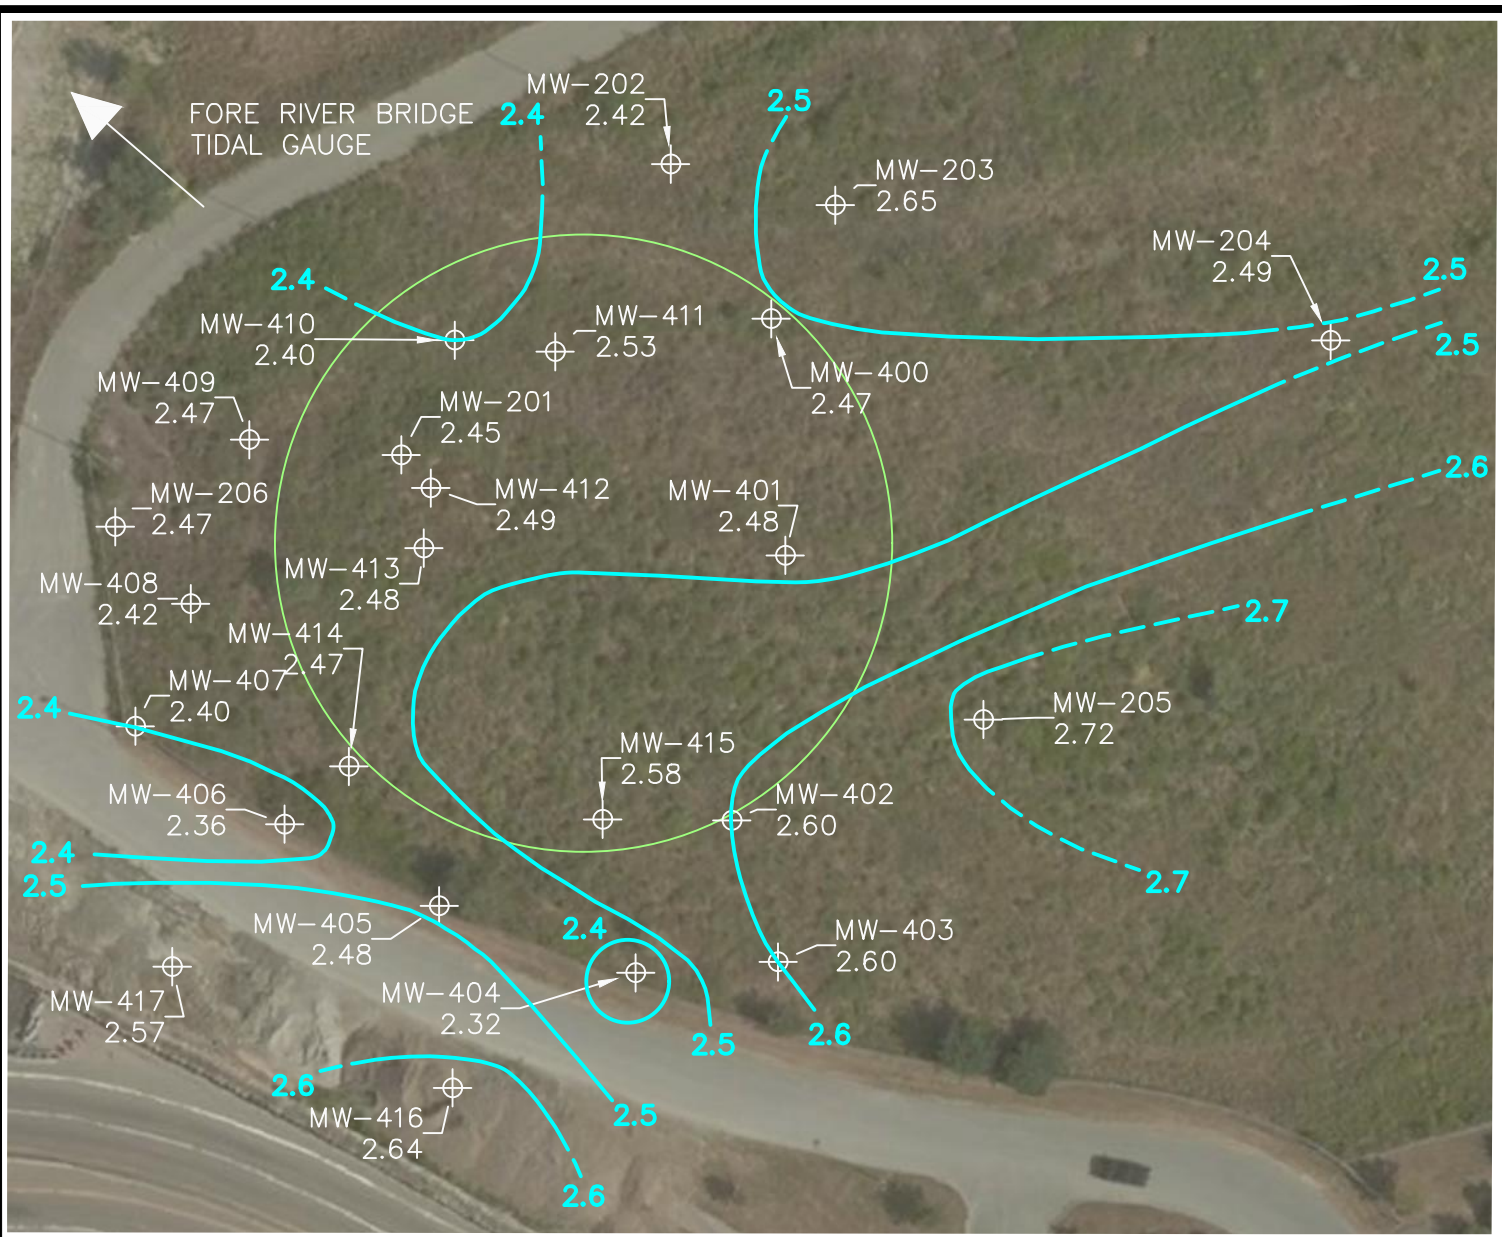 MW-202
2.42
2.4
2.5
FORE RIVER BRIDGE
TIDAL GAUGE
MW-203
2.65
MW-204
2.49
2.5
2.4
MW-410
2.40
MW-411
2.53
2.5
MW-400
2.47
MW-409
2.47
MW-201
2.45
2.6
MW-206
2.47
MW-412
2.49
MW-401
2.48
MW-413
2.48
MW-408
2.42
2.7
MW-414
2.47
MW-407
2.40
2.4
MW-205
2.72
MW-415
2.58
MW-406
2.36
MW-402
2.60
2.4
2.5
2.7
MW-405
2.48
2.4
MW-403
2.60
MW-417
2.57
MW-404
2.32
2.5
2.6
2.6
MW-416
2.64
2.5
2.6